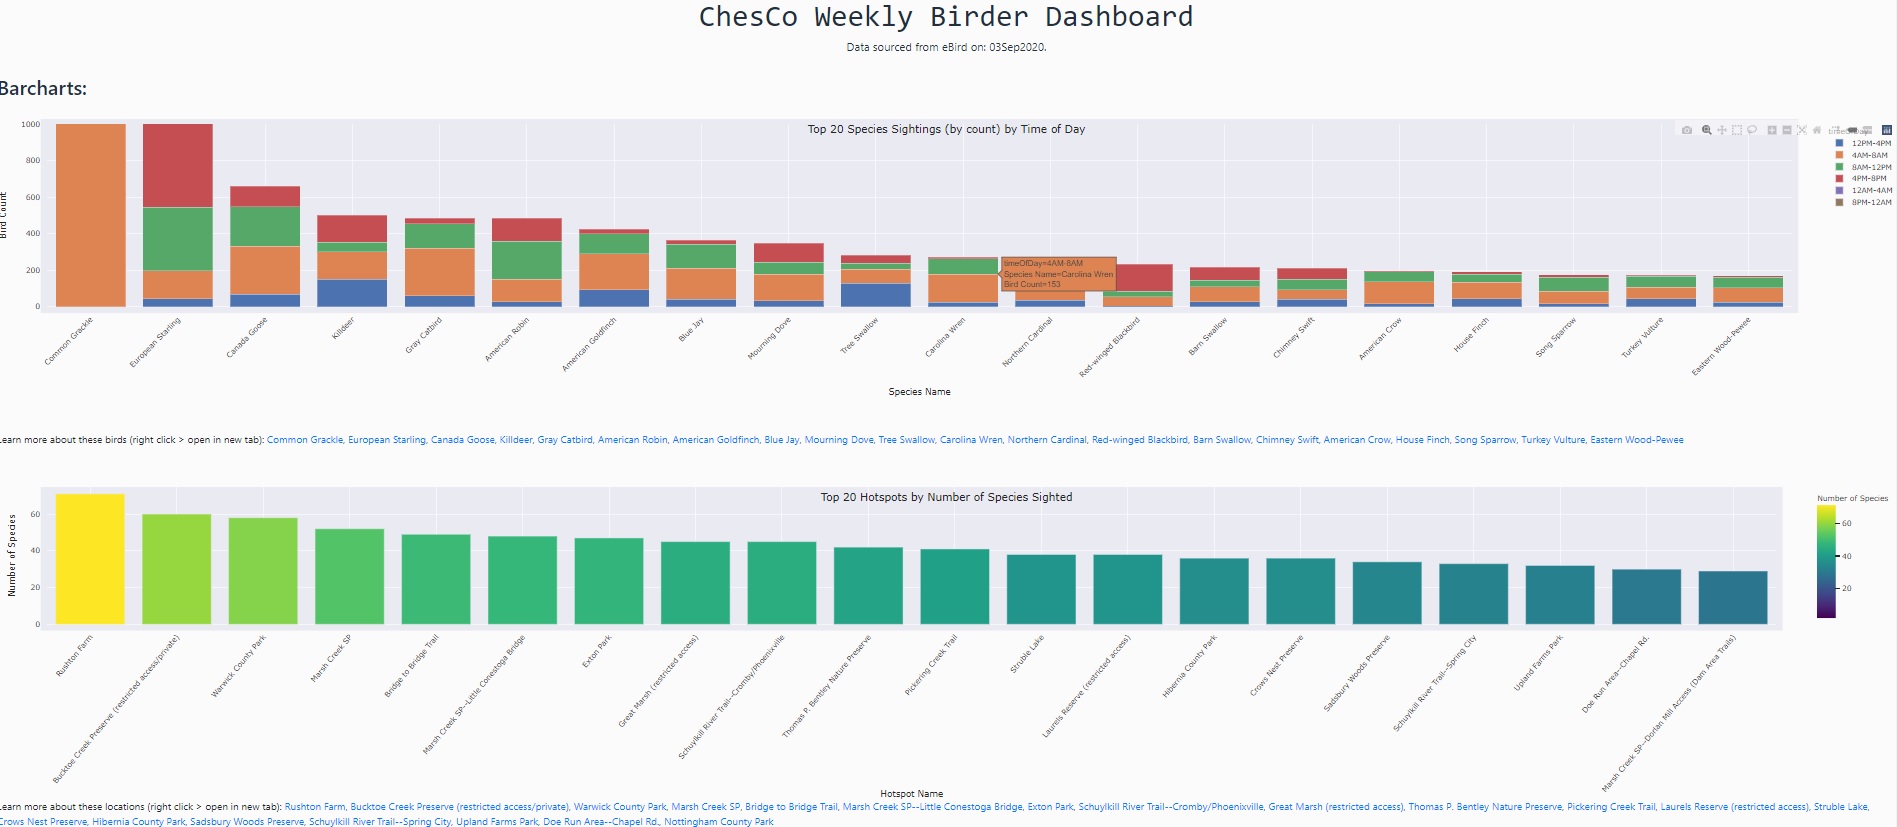 ChesCo Weekly Birder Dashboard
Data sourced from eBird on: 03Sep2020.
Barcharts:
Top 20 Species Sightings (by count) by Time of Day
Bird Count
1000
800
600
400
200
0
12PM-4PM
4AM-8AM
8AM-12PM
4PM-8PM
12AM-4AM
8PM-12AM
timeOfDay=4AM-8AM
Species Name=Carolina Wren
Bird Count=153
Common Grackle
European Starling
Canada Goose
Killdeer
Gray Catbird
American Robin
American Goldfinch
Blue Jay
Mourning Dove
Tree Swallow
Carolina Wren
Northern Cardinal
Red-winged Blackbird
Barn Swallow
Chimney Swift
American Crow
House Finch
Song Sparrow
Turkey Vulture
Eastern Wood-Pewee
Species Name
Learn more about these birds (right click > open in new tab): Common Grackle, European Starling, Canada Goose, Killdeer, Gray Catbird, American Robin, American Goldfinch, Blue Jay, Mourning Dove, Tree Swallow, Carolina Wren, Northern Cardinal, Red-winged Blackbird, Barn Swallow, Chimney Swift, American Crow, House Finch, Song Sparrow, Turkey Vulture, Eastern Wood-Pewee
Top 20 Hotspots by Number of Species Sighted
Number of Species
60
40
20
0
Number of Species
60
40
20
Rushton Farm
Bucktoe Creek Preserve (restricted access/private)
Warwick County Park
Marsh Creek SP
Bridge to Bridge Trail
Marsh Creek SP--Little Conestoga Bridge
Exton Park
Great Marsh (restricted access)
Schuylkill River Trail--Cromby/Phoenixville
Thomas P. Bentley Nature Preserve
Pickering Creek Trail
Struble Lake
Laurels Reserve (restricted access)
Hibernia County Park
Crows Nest Preserve
Sadsbury Woods Preserve
Schuylkill River Trail--Spring City
Upland Farms Park
Doe Run Area--Chapel Rd.
Marsh Creek SP--Dorlan Mill Access (Dam Area Trails)
Hotspot Name
Learn more about these locations (right click > open in new tab): Rushton Farm, Bucktoe Creek Preserve (restricted access/private), Warwick County Park, Marsh Creek SP, Bridge to Bridge Trail, Marsh Creek SP--Little Conestoga Bridge, Exton Park, Schuylkill River Trail--Cromby/Phoenixville, Great Marsh (restricted access), Thomas P. Bentley Nature Preserve, Pickering Creek Trail, Laurels Reserve (restricted access), Struble Lake,
Crows Nest Preserve, Hibernia County Park, Sadsbury Woods Preserve, Schuylkill River Trail--Spring City, Upland Farms Park, Doe Run Area--Chapel Rd., Nottingham County Park